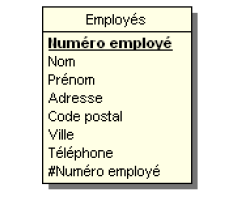 Employés
Numéro employé
Nom
Prénom
Adresse
Code postal
Ville
Téléphone
#Numéro employé